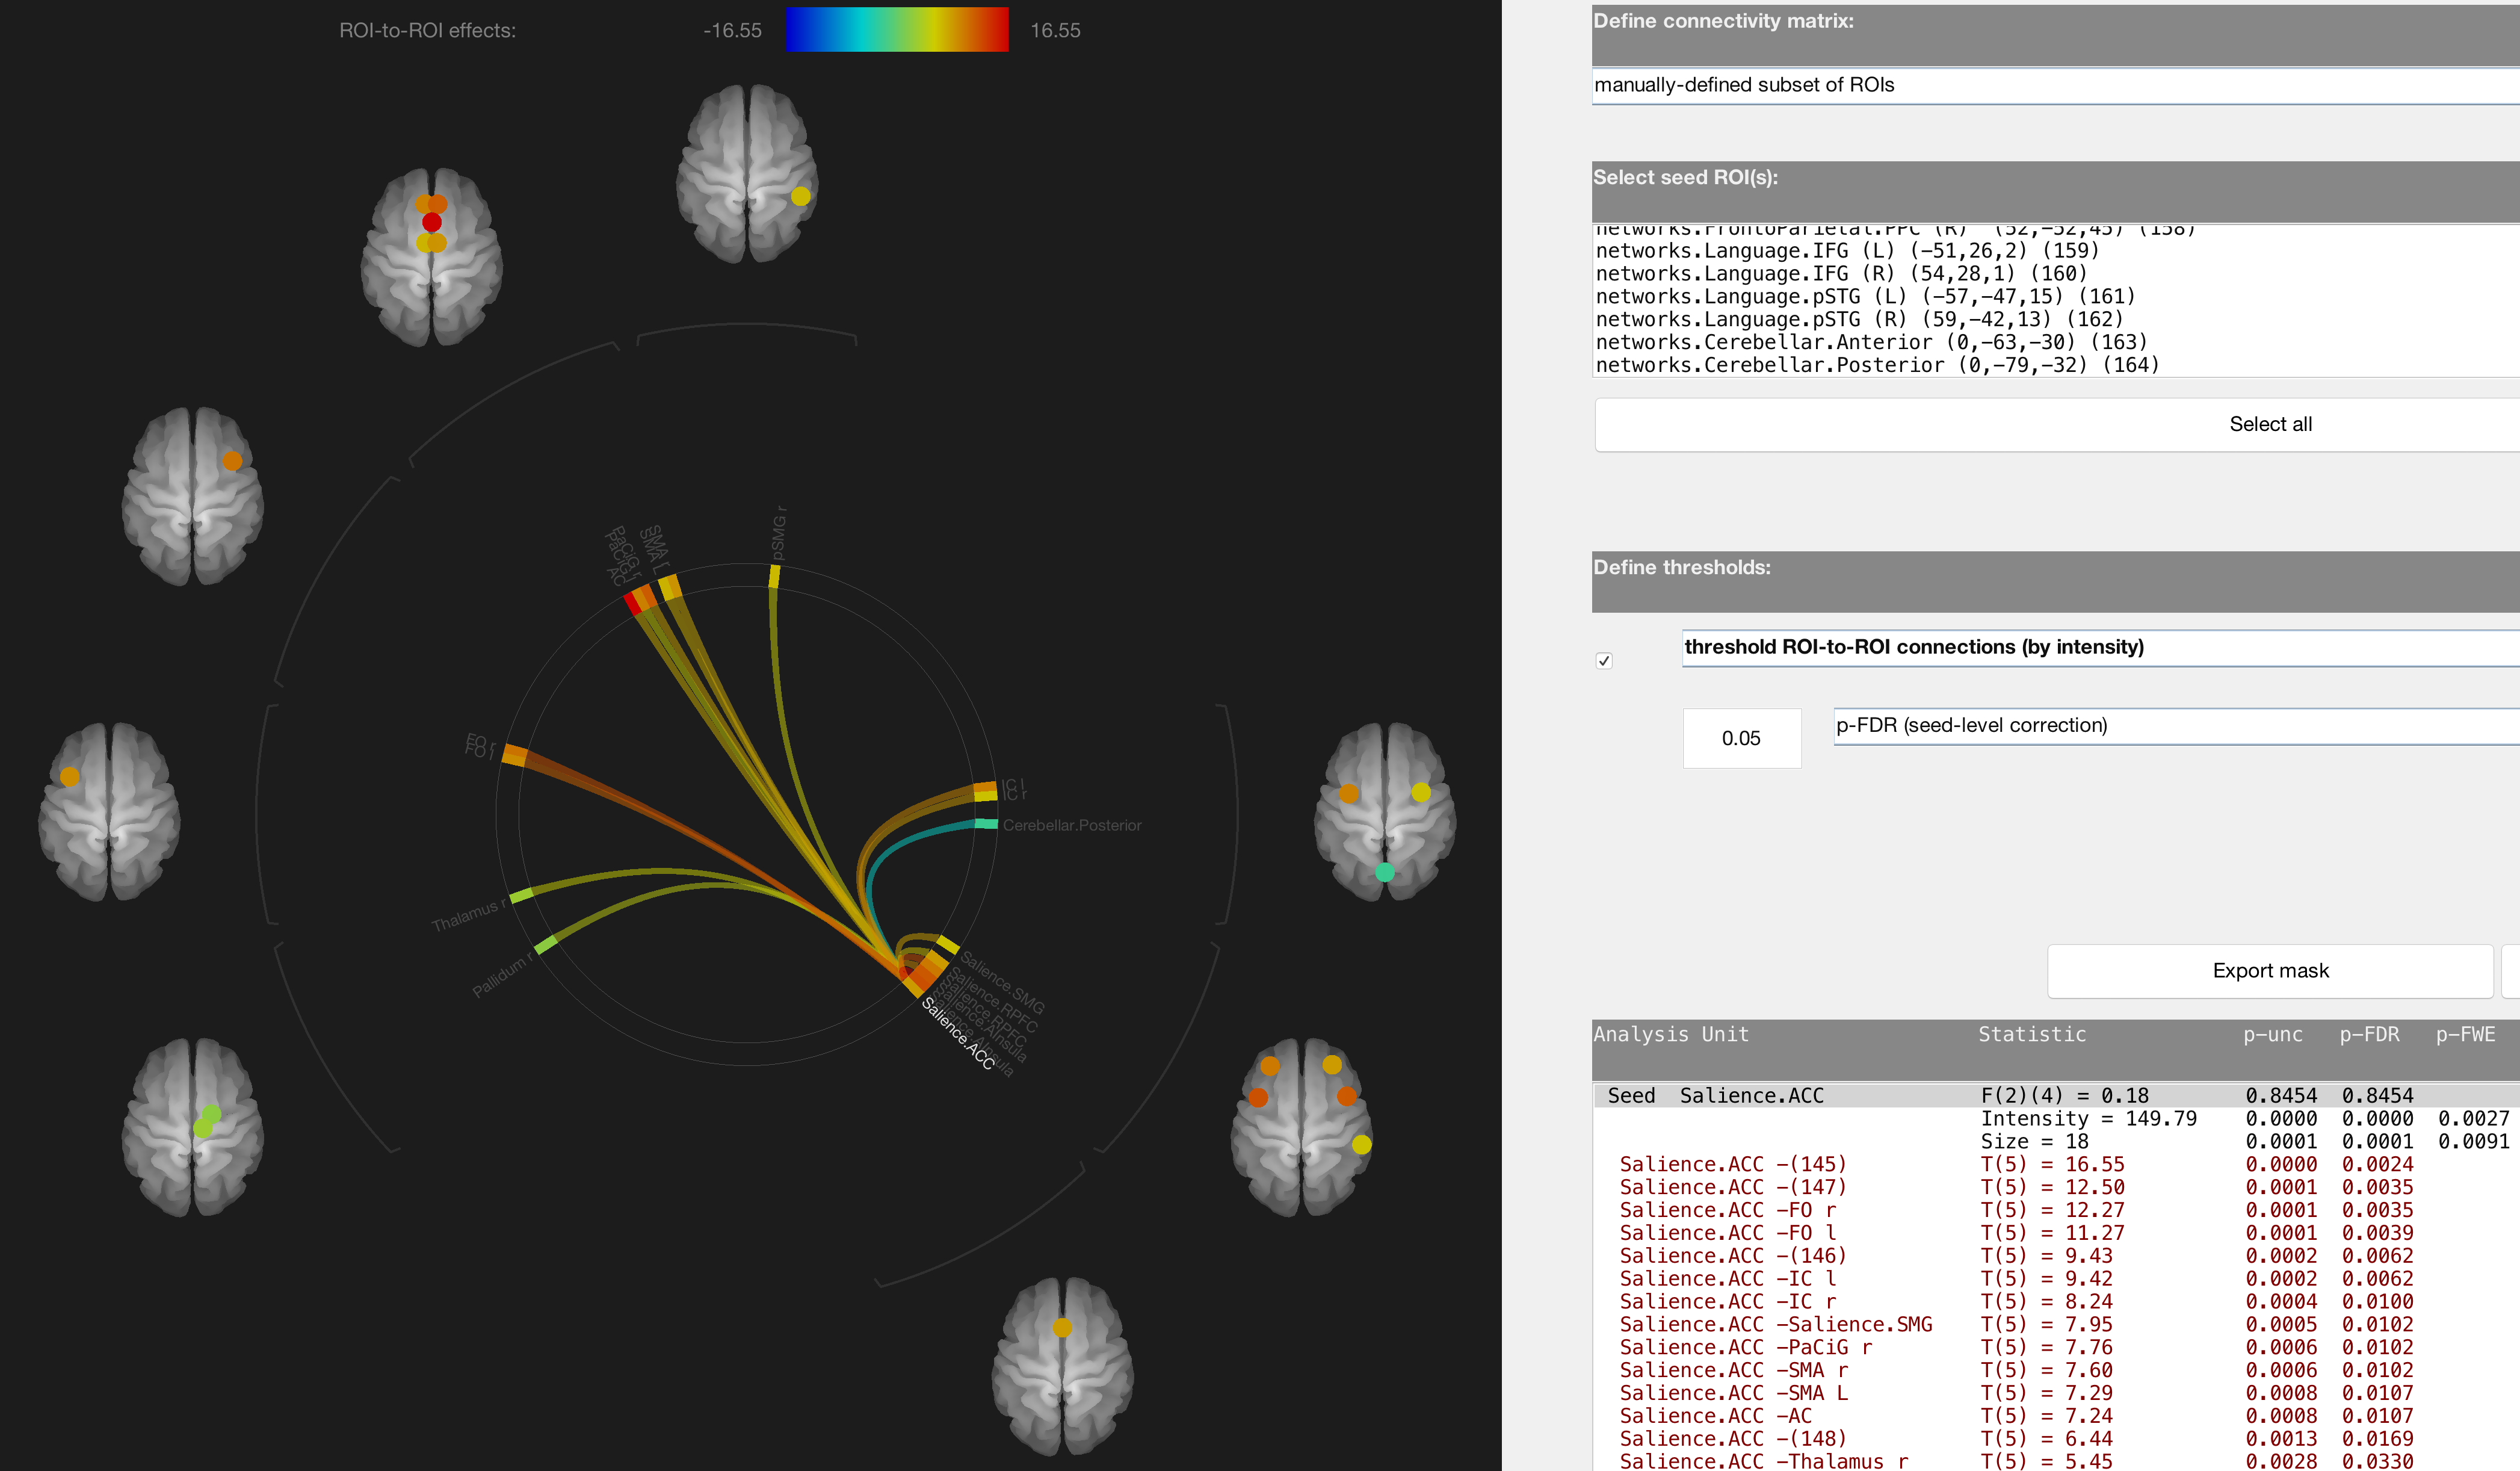 ROI-to-ROI effects:
-16.55
16.55
pSMG r
SMA r
SMA L
PaCiG r
PaCiG l
AC
FO r
FO l
Thalamus r
Pallidum r
IC l
IC r
Cerebellar.Posterior
Salience.SMG
Salience.RPFC
Salience.RPFC
Salience.AInsula
Salience.AInsula
Salience.ACC
Define connectivity matrix:
manually-defined subset of ROIs
Select seed ROI(s):
networks.FrontoParietal.PPC (R) (52,-52,45) (158)
networks.Language.IFG (L) (-51,26,2) (159)
networks.Language.IFG (R) (54,28,1) (160)
networks.Language.pSTG (L) (-57,-47,15) (161)
networks.Language.pSTG (R) (59,-42,13) (162)
networks.Cerebellar.Anterior (0,-63,-30) (163)
networks.Cerebellar.Posterior (0,-79,-32) (164)
Select all
Define thresholds:
threshold ROI-to-ROI connections (by intensity)
0.05 p-FDR (seed-level correction)
Export mask
Analysis Unit Statistic p-unc p-FDR p-FWE
Seed Salience.ACC F(2)(4) = 0.18 0.8454 0.8454
Intensity = 149.79 0.0000 0.0000 0.0027
Size = 18 0.0001 0.0001 0.0091
Salience.ACC -(145) T(5) = 16.55 0.0000 0.0024
Salience.ACC -(147) T(5) = 12.50 0.0001 0.0035
Salience.ACC -FO r T(5) = 12.27 0.0001 0.0035
Salience.ACC -FO l T(5) = 11.27 0.0001 0.0039
Salience.ACC -(146) T(5) = 9.43 0.0002 0.0062
Salience.ACC -IC l T(5) = 9.42 0.0002 0.0062
Salience.ACC -IC r T(5) = 8.24 0.0004 0.0100
Salience.ACC -Salience.SMG T(5) = 7.95 0.0005 0.0102
Salience.ACC -PaCiG r T(5) = 7.76 0.0006 0.0102
Salience.ACC -SMA r T(5) = 7.60 0.0006 0.0102
Salience.ACC -SMA L T(5) = 7.29 0.0008 0.0107
Salience.ACC -AC T(5) = 7.24 0.0008 0.0107
Salience.ACC -(148) T(5) = 6.44 0.0013 0.0169
Salience.ACC -Thalamus r T(5) = 5.45 0.0028 0.0330